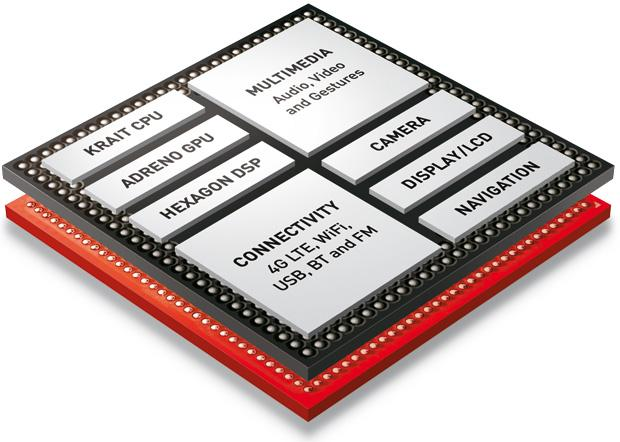 MULTIMEDIA
Audio, Video
and Gestures
KRAIT CPU
ADRENO GPU
HEXAGON DSP
CAMERA
DISPLAY/LCD
NAVIGATION
CONNECTIVITY
4G LTE, WiFi,
USB, BT and FM